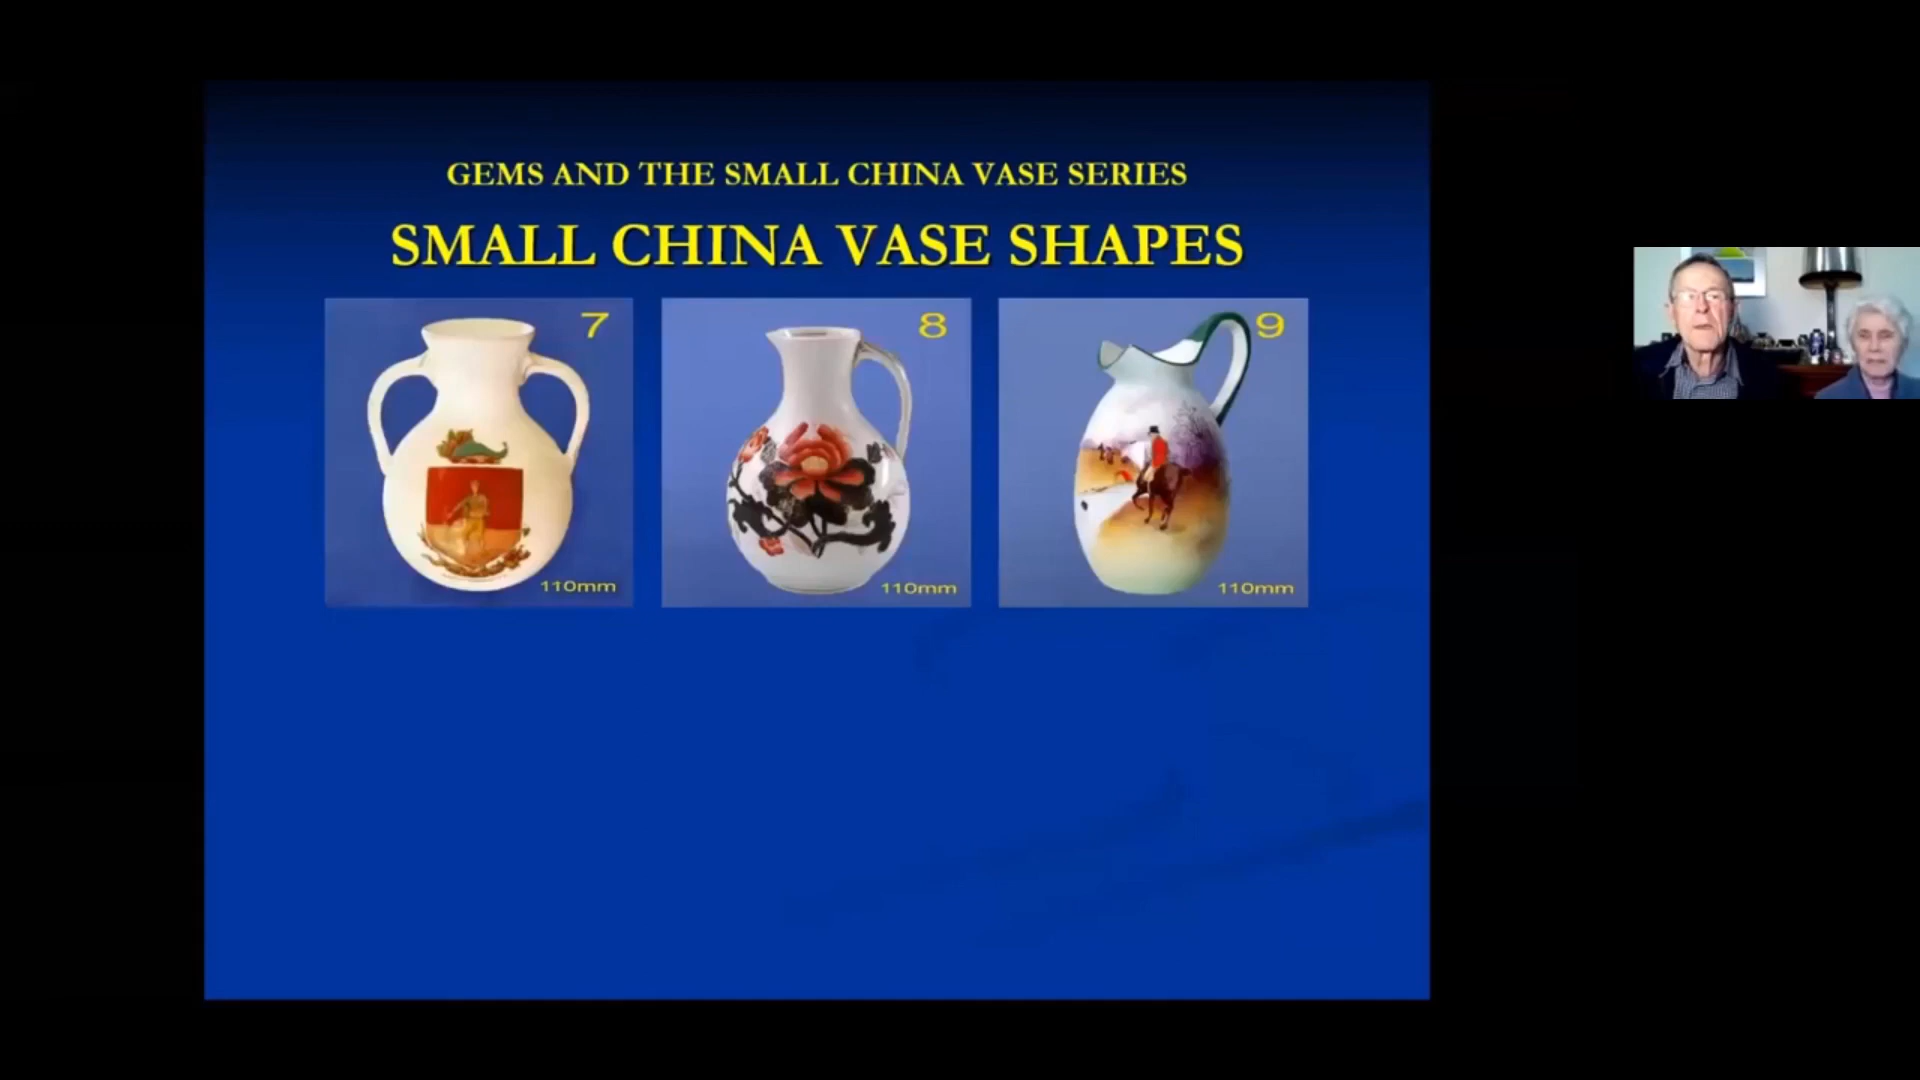 GEMS AND THE SMALL CHINA VASE SERIES
SMALL CHINA VASE SHAPES
7
8
9
110mm
110mm
110mm